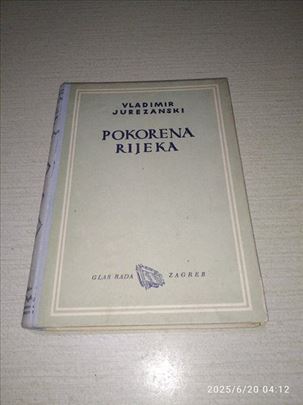 VLADIMIR
JUREZANSKI
POKORENA
RIJEKA
GLAS RADA ZAGREB
2025/6/20 04:12